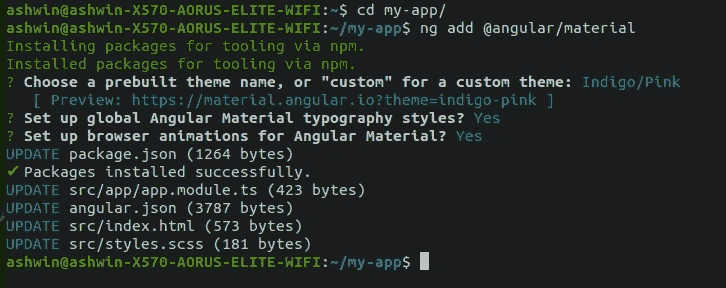 ashwin@ashwin-X570-AORUS-ELITE-WIFI:~$ cd my-app/
ashwin@ashwin-X570-AORUS-ELITE-WIFI:~/my-app$ ng add @angular/material
Installing packages for tooling via npm.
Installed packages for tooling via npm.
? Choose a prebuilt theme name, or "custom" for a custom theme: Indigo/Pink
[ Preview: https://material.angular.io?theme=indigo-pink ]
? Set up global Angular Material typography styles? Yes
? Set up browser animations for Angular Material? Yes
UPDATE package.json (1264 bytes)
✔ Packages installed successfully.
UPDATE src/app/app.module.ts (423 bytes)
UPDATE angular.json (3787 bytes)
UPDATE src/index.html (573 bytes)
UPDATE src/styles.scss (181 bytes)
ashwin@ashwin-X570-AORUS-ELITE-WIFI:~/my-app$